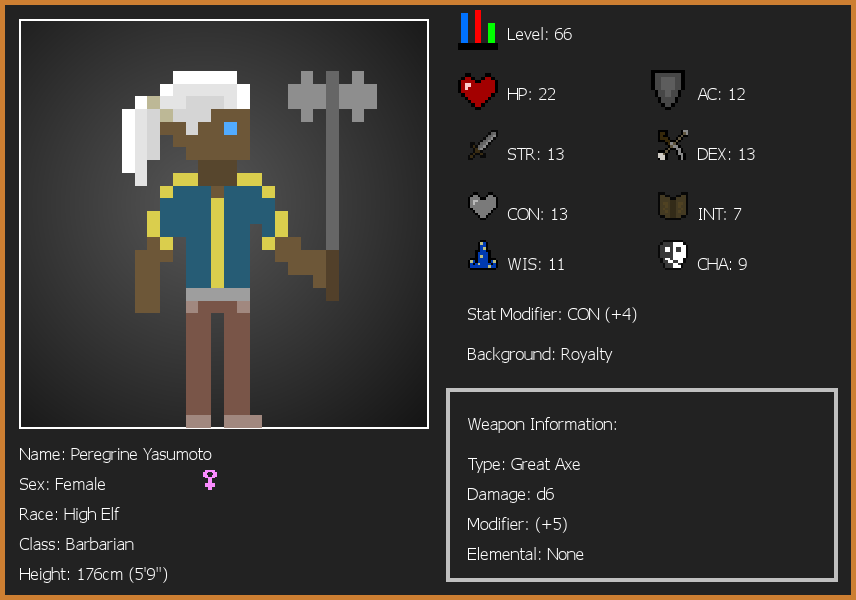 Level: 66
HP: 22
AC: 12
STR: 13
DEX: 13
CON: 13
INT: 7
WIS: 11
CHA: 9
Stat Modifier: CON (+4)
Background: Royalty
Weapon Information:
Type: Great Axe
Damage: d6
Modifier: (+5)
Elemental: None
Name: Peregrine Yasumoto
Sex: Female
Race: High Elf
Class: Barbarian
Height: 176cm (5'9")